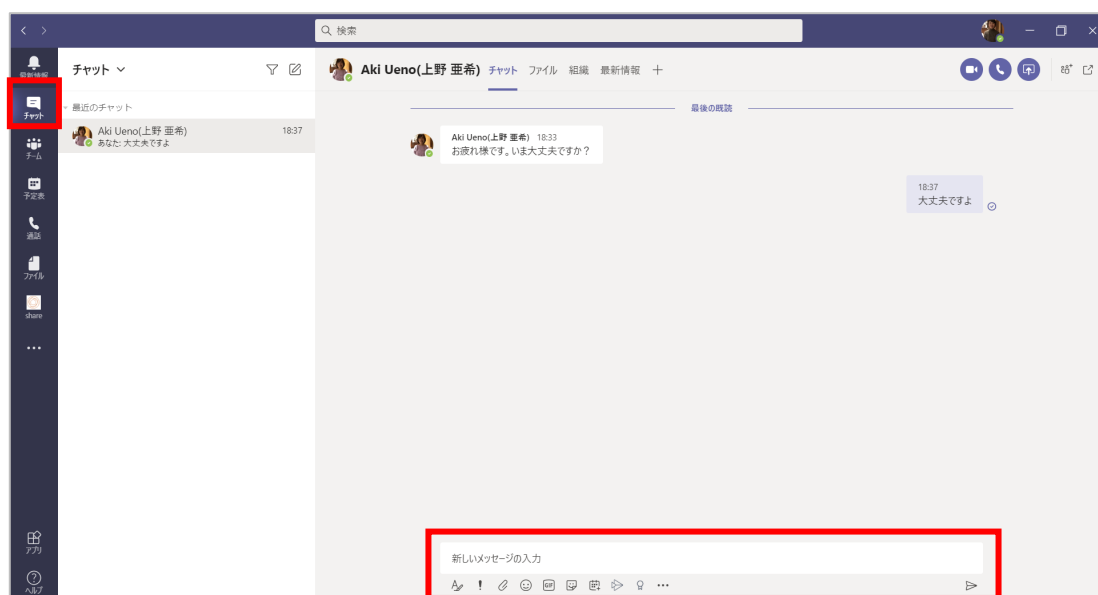 検索
最新情報
チャット
チーム
予定表
通話
ファイル
share
アプリ
ヘルプ
チャット
最近のチャット
Aki Ueno(上野 亜希) 18:37
あなた: 大丈夫ですよ
Aki Ueno(上野 亜希) チャット ファイル 組織 最新情報
最後の既読
Aki Ueno(上野 亜希) 18:33
お疲れ様です。いま大丈夫ですか？
18:37
大丈夫ですよ
新しいメッセージの入力
GIF